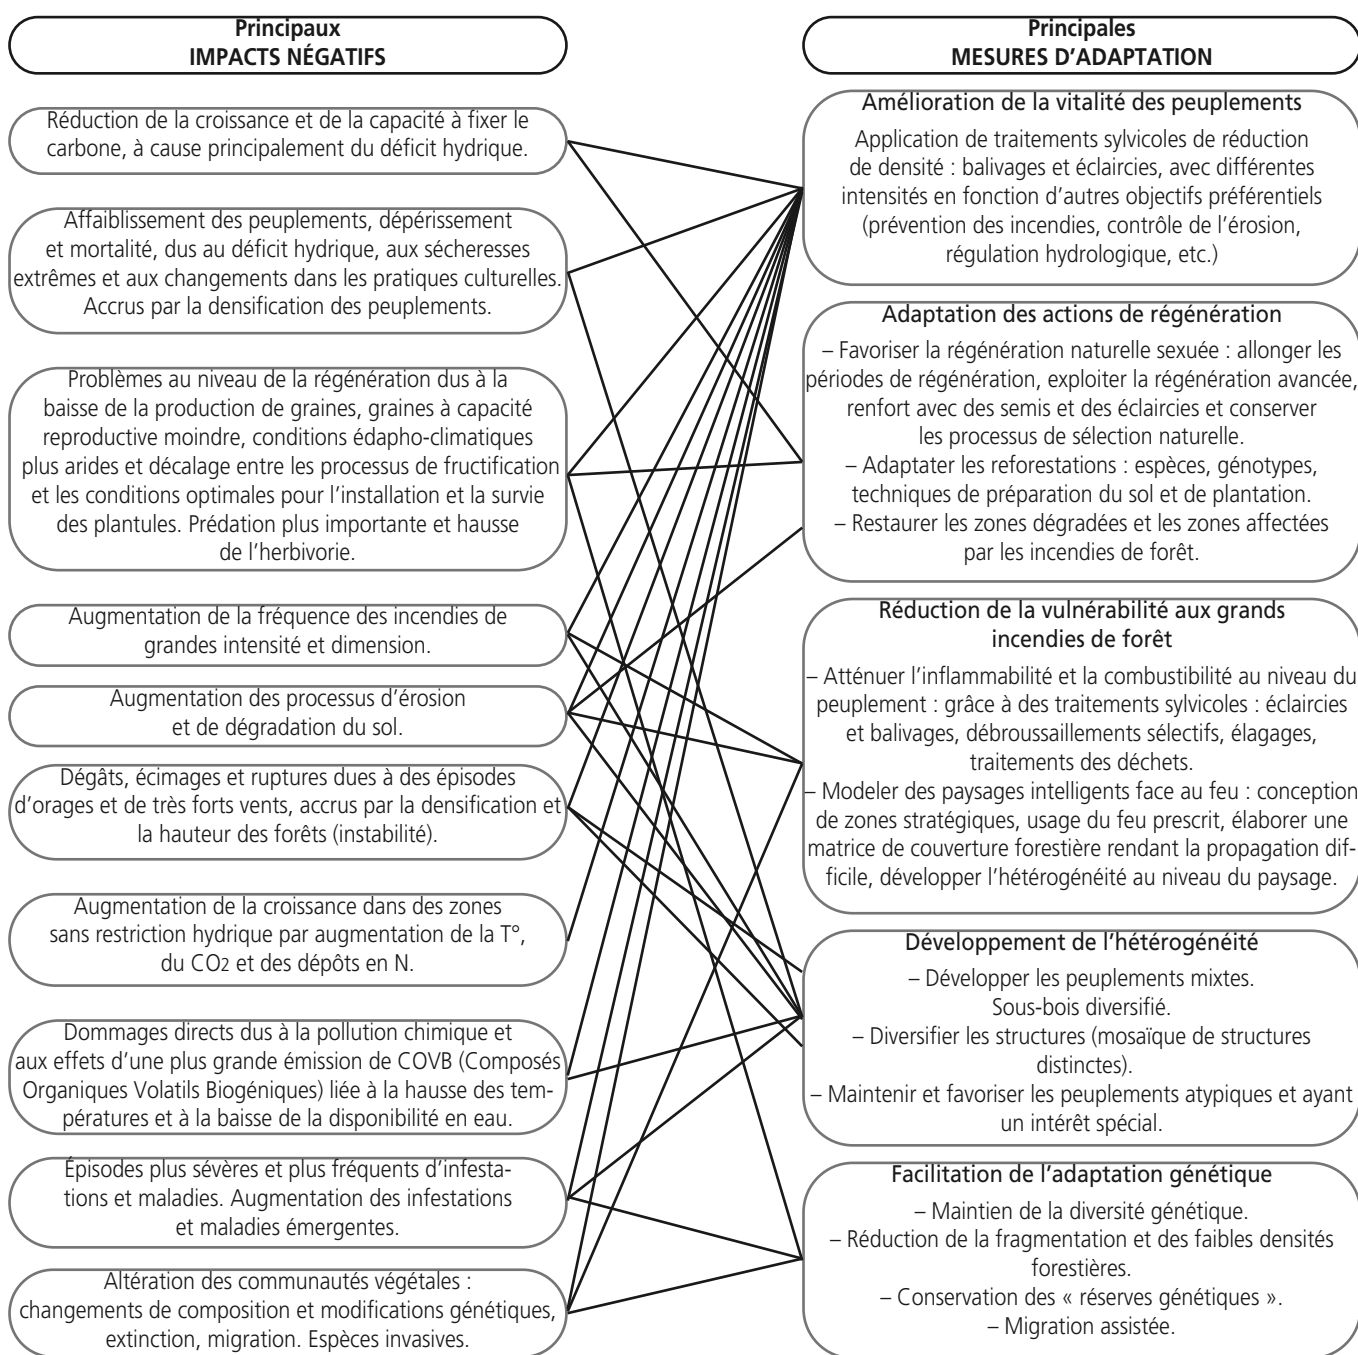 Principaux
IMPACTS NÉGATIFS
Réduction de la croissance et de la capacité à fixer le
carbone, à cause principalement du déficit hydrique.
Affaiblissement des peuplements, dépérissement
et mortalité, dus au déficit hydrique, aux sécheresses
extrêmes et aux changements dans les pratiques culturelles.
Accrus par la densification des peuplements.
Problèmes au niveau de la régénération dus à la
baisse de la production de graines, graines à capacité
reproductive moindre, conditions édapho-climatiques
plus arides et décalage entre les processus de fructification
et les conditions optimales pour l'installation et la survie
des plantules. Prédation plus importante et hausse
de l'herbivorie.
Augmentation de la fréquence des incendies de
grandes intensité et dimension.
Augmentation des processus d'érosion
et de dégradation du sol.
Dégâts, écimages et ruptures dues à des épisodes
d'orages et de très forts vents, accrus par la densification et
la hauteur des forêts (instabilité).
Augmentation de la croissance dans des zones
sans restriction hydrique par augmentation de la T°,
du CO2 et des dépôts en N.
Dommages directs dus à la pollution chimique et
aux effets d'une plus grande émission de COVB (Composés
Organiques Volatils Biogéniques) liée à la hausse des tem-
pératures et à la baisse de la disponibilité en eau.
Épisodes plus sévères et plus fréquents d'infesta-
tions et maladies. Augmentation des infestations
et maladies émergentes.
Altération des communautés végétales :
changements de composition et modifications génétiques,
extinction, migration. Espèces invasives.
Principales
MESURES D'ADAPTATION
Amélioration de la vitalité des peuplements
Application de traitements sylvicoles de réduction
de densité : balivages et éclaircies, avec différentes
intensités en fonction d'autres objectifs préférentiels
(prévention des incendies, contrôle de l'érosion,
régulation hydrologique, etc.)
Adaptation des actions de régénération
– Favoriser la régénération naturelle sexuée : allonger les
périodes de régénération, exploiter la régénération avancée,
renfort avec des semis et des éclaircies et conserver
les processus de sélection naturelle.
– Adaptater les reforestations : espèces, génotypes,
techniques de préparation du sol et de plantation.
– Restaurer les zones dégradées et les zones affectées
par les incendies de forêt.
Réduction de la vulnérabilité aux grands
incendies de forêt
– Atténuer l'inflammabilité et la combustibilité au niveau du
peuplement : grâce à des traitements sylvicoles : éclaircies
et balivages, débroussaillements sélectifs, élagages,
traitements des déchets.
– Modeler des paysages intelligents face au feu : conception
de zones stratégiques, usage du feu prescrit, élaborer une
matrice de couverture forestière rendant la propagation dif-
ficile, développer l'hétérogénéité au niveau du paysage.
Développement de l'hétérogénéité
– Développer les peuplements mixtes.
Sous-bois diversifié.
– Diversifier les structures (mosaïque de structures
distinctes).
– Maintenir et favoriser les peuplements atypiques et ayant
un intérêt spécial.
Facilitation de l'adaptation génétique
– Maintien de la diversité génétique.
– Réduction de la fragmentation et des faibles densités
forestières.
– Conservation des « réserves génétiques ».
– Migration assistée.